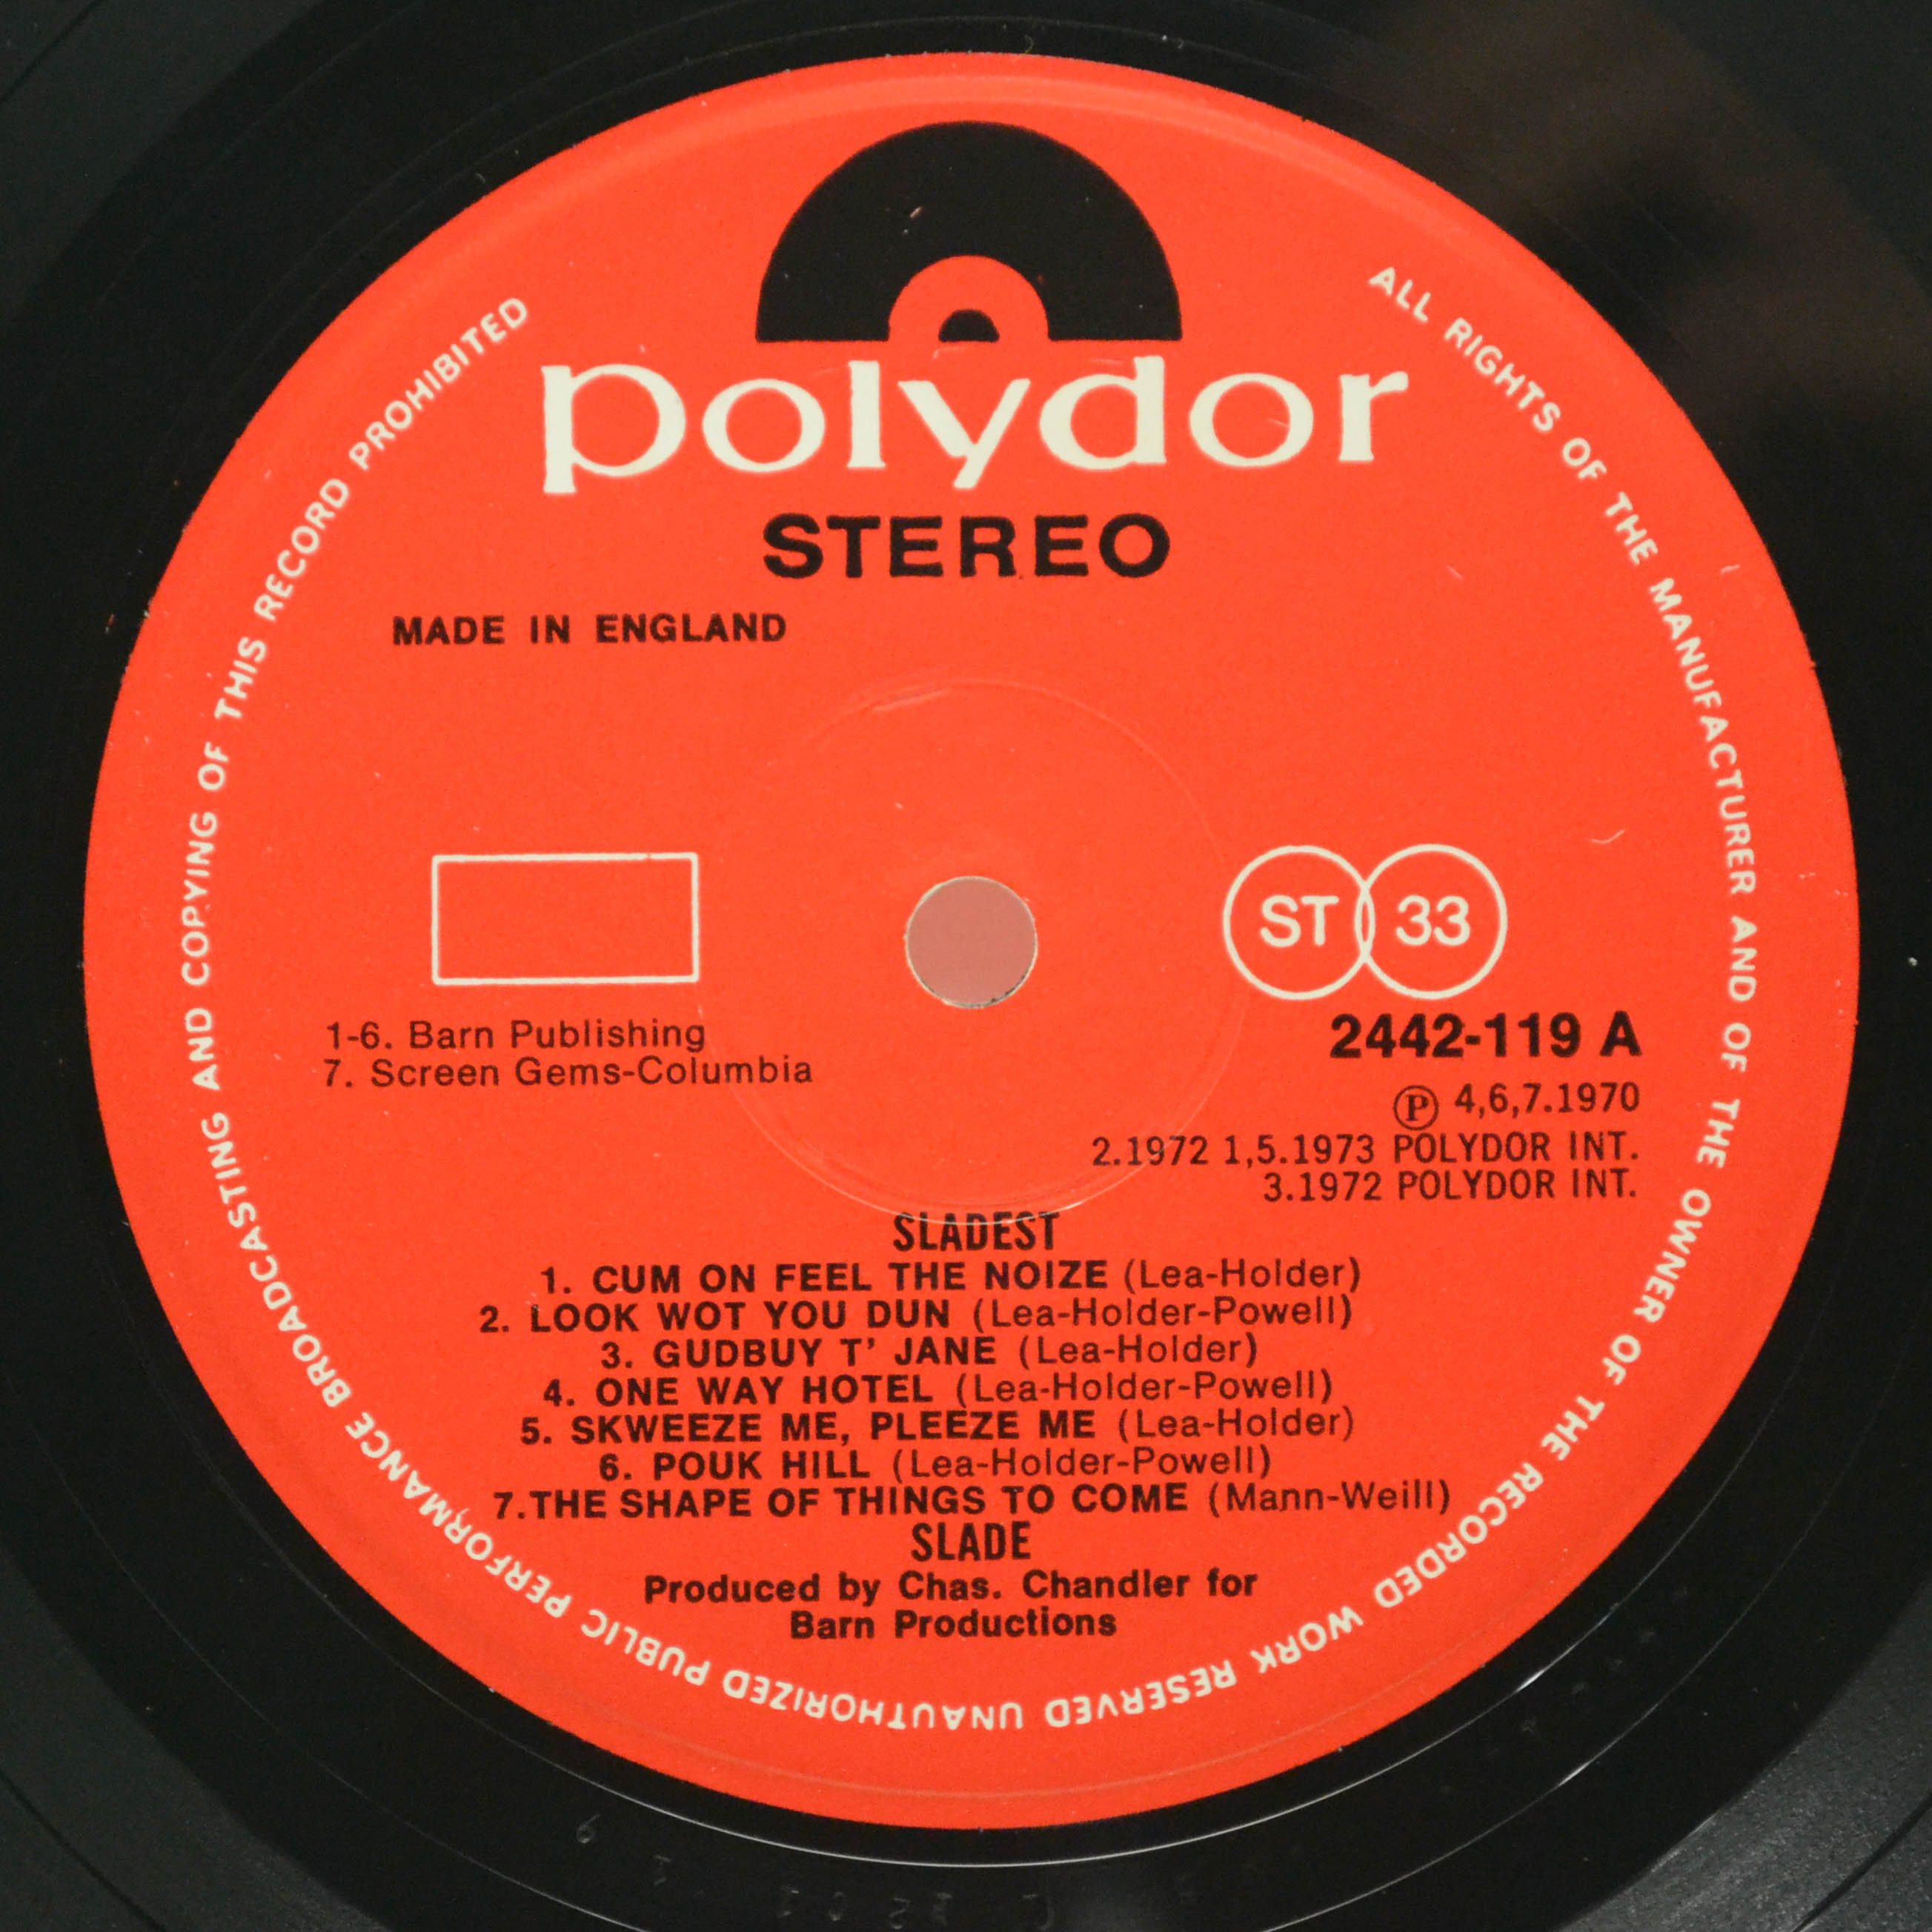 polydor
STEREO
MADE IN ENGLAND
ST 33
1-6. Barn Publishing
7. Screen Gems-Columbia
2442-119 A
Ⓟ 4,6,7.1970
2.1972 1,5.1973 POLYDOR INT.
3.1972 POLYDOR INT.
SLADEST
1. CUM ON FEEL THE NOIZE (Lea-Holder)
2. LOOK WOT YOU DUN (Lea-Holder-Powell)
3. GUDBUY T' JANE (Lea-Holder)
4. ONE WAY HOTEL (Lea-Holder-Powell)
5. SKWEEZE ME, PLEEZE ME (Lea-Holder)
6. POUK HILL (Lea-Holder-Powell)
7.THE SHAPE OF THINGS TO COME (Mann-Weill)
SLADE
Produced by Chas. Chandler for
Barn Productions
ALL RIGHTS OF THE MANUFACTURER AND OF THE OWNER OF THE RECORDED WORK RESERVED UNAUTHORIZED PUBLIC PERFORMANCE BROADCASTING AND COPYING OF THIS RECORD PROHIBITED